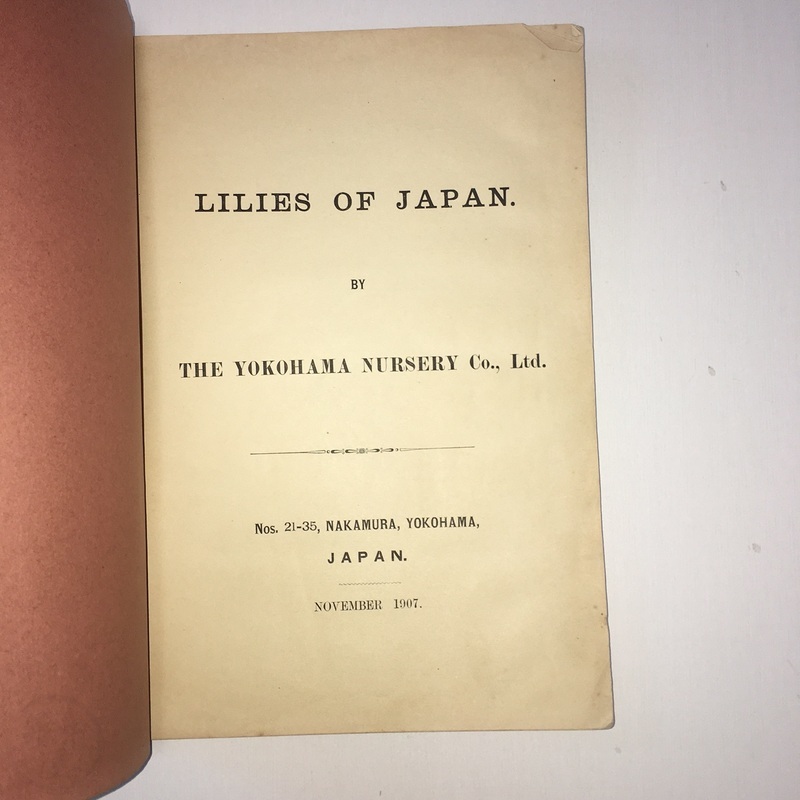 LILIES OF JAPAN.
BY
THE YOKOHAMA NURSERY Co., Ltd.
Nos. 21-35, NAKAMURA, YOKOHAMA,
JAPAN.
NOVEMBER 1907.